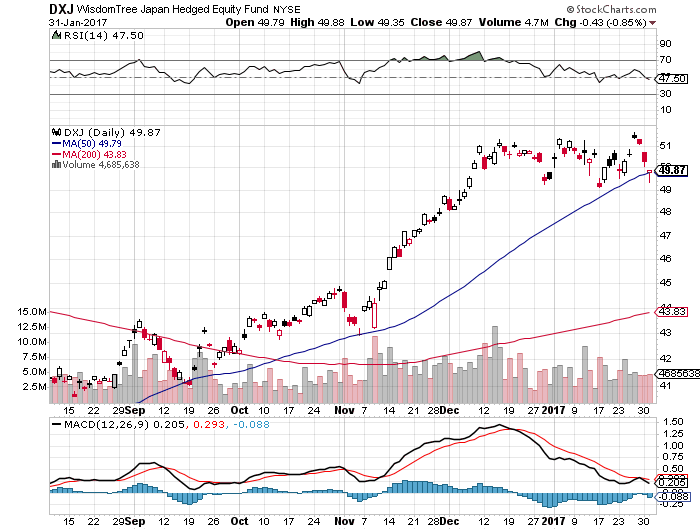 DXJ WisdomTree Japan Hedged Equity Fund NYSE © StockCharts.com
31-Jan-2017 Open 49.79 High 49.88 Low 49.35 Close 49.87 Volume 4.7M Chg -0.43 (-0.85%)
RSI(14) 47.50
90
70
50
47.50
30
10
DXJ (Daily) 49.87
MA(50) 49.79
MA(200) 43.83
Volume 4,685,638
51
50
49.87
49
48
47
46
45
44
15.0M 43.83
12.5M 43
10.0M
7.5M 42
5.0M 4685638
2.5M 41
15 22 29 Sep 12 19 26 Oct 10 17 24 Nov 7 14 21 28 Dec 12 19 27 2017 9 17 23 30
MACD(12,26,9) 0.205, 0.293, -0.088
1.50
1.25
1.00
0.75
0.50
0.205
-0.088
-0.25
15 22 29 Sep 12 19 26 Oct 10 17 24 Nov 7 14 21 28 Dec 12 19 27 2017 9 17 23 30